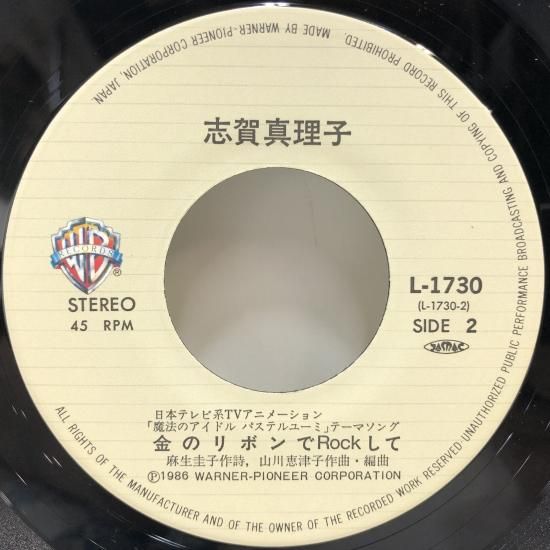 MADE BY WARNER-PIONEER CORPORATION, JAPAN.
志賀真理子
WB
RECORDS
®
STEREO
45 RPM
L-1730
(L-1730-2)
SIDE 2
JASRAC
日本テレビ系TVアニメーション
「魔法のアイドル パステルユーミ」テーマソング
金のリボンでRockして
麻生圭子作詩，山川恵津子作曲・編曲
Ⓟ1986 WARNER-PIONEER CORPORATION
ALL RIGHTS OF THE MANUFACTURER AND OF THE OWNER OF THE RECORDED WORK RESERVED UNAUTHORIZED PUBLIC PERFORMANCE BROADCASTING AND COPYING OF THIS RECORD PROHIBITED.